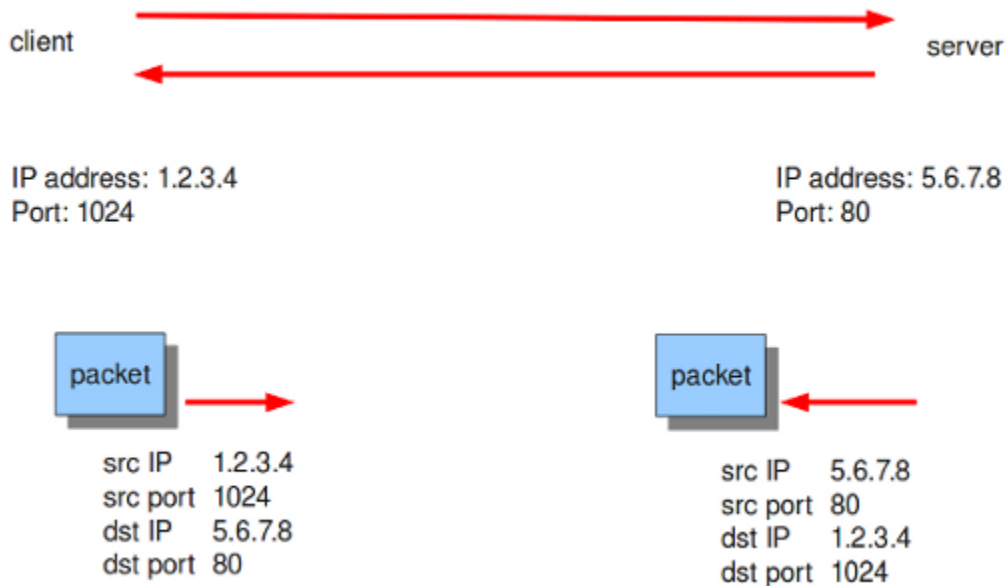 client
server
IP address: 1.2.3.4
Port: 1024
IP address: 5.6.7.8
Port: 80
packet
src IP 1.2.3.4
src port 1024
dst IP 5.6.7.8
dst port 80
packet
src IP 5.6.7.8
src port 80
dst IP 1.2.3.4
dst port 1024